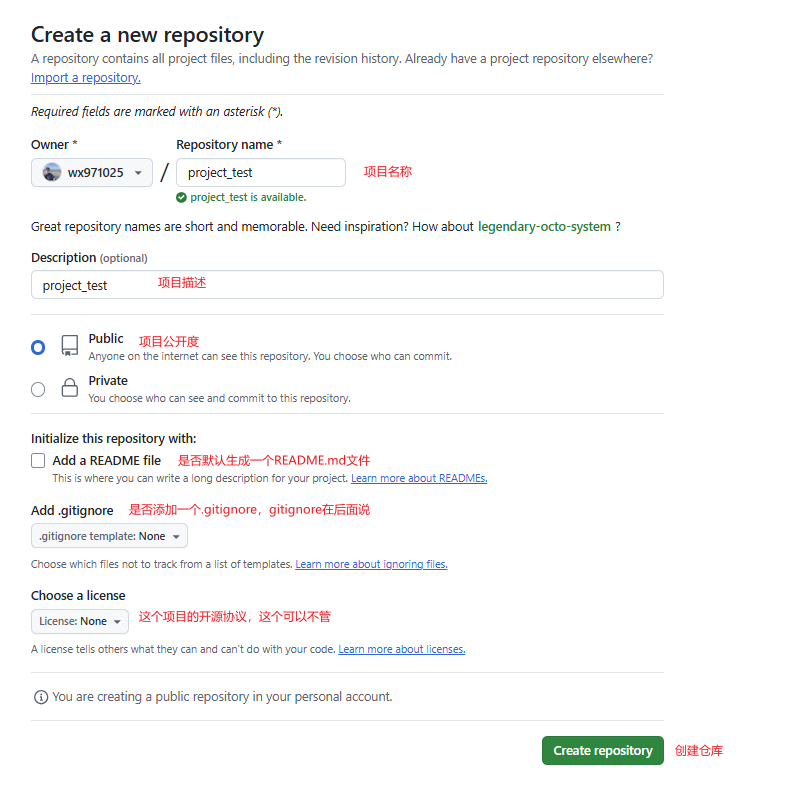 Create a new repository
A repository contains all project files, including the revision history. Already have a project repository elsewhere?
Import a repository.
Required fields are marked with an asterisk (*).
Owner * Repository name *
wx971025 / project_test 项目名称
project_test is available.
Great repository names are short and memorable. Need inspiration? How about legendary-octo-system ?
Description (optional)
project_test 项目描述
Public 项目公开度
Anyone on the internet can see this repository. You choose who can commit.
Private
You choose who can see and commit to this repository.
Initialize this repository with:
Add a README file 是否默认生成一个README.md文件
This is where you can write a long description for your project. Learn more about READMEs.
Add .gitignore 是否添加一个.gitignore，gitignore在后面说
.gitignore template: None
Choose which files not to track from a list of templates. Learn more about ignoring files.
Choose a license
License: None 这个项目的开源协议，这个可以不管
A license tells others what they can and can't do with your code. Learn more about licenses.
You are creating a public repository in your personal account.
Create repository 创建仓库